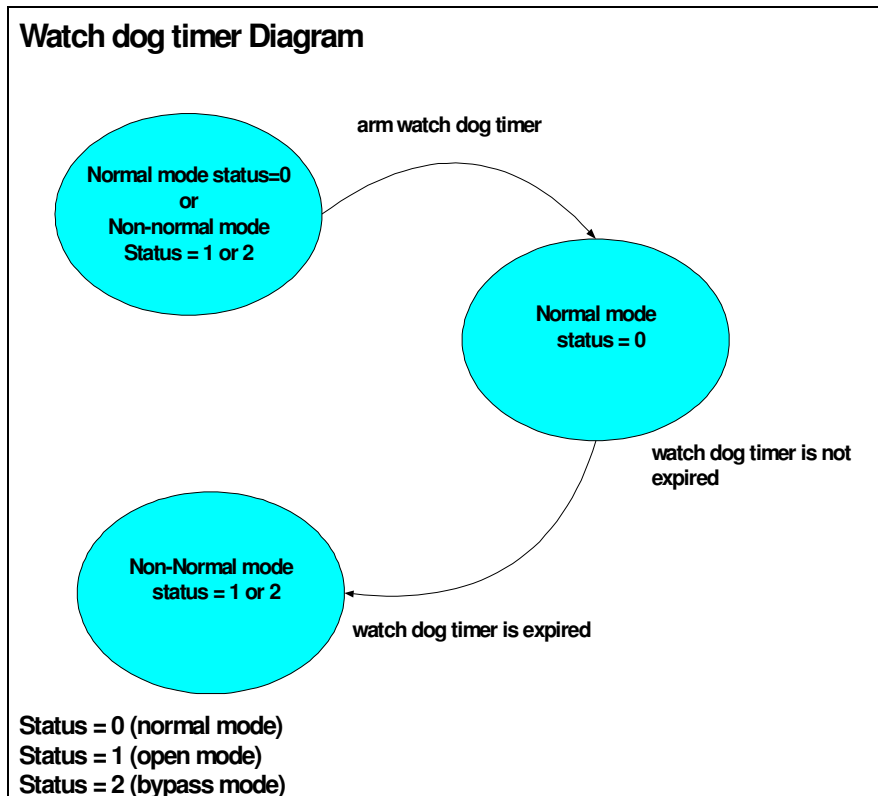 Watch dog timer Diagram
arm watch dog timer
Normal mode status=0
or
Non-normal mode
Status = 1 or 2
Normal mode
status = 0
watch dog timer is not
expired
Non-Normal mode
status = 1 or 2
watch dog timer is expired
Status = 0 (normal mode)
Status = 1 (open mode)
Status = 2 (bypass mode)